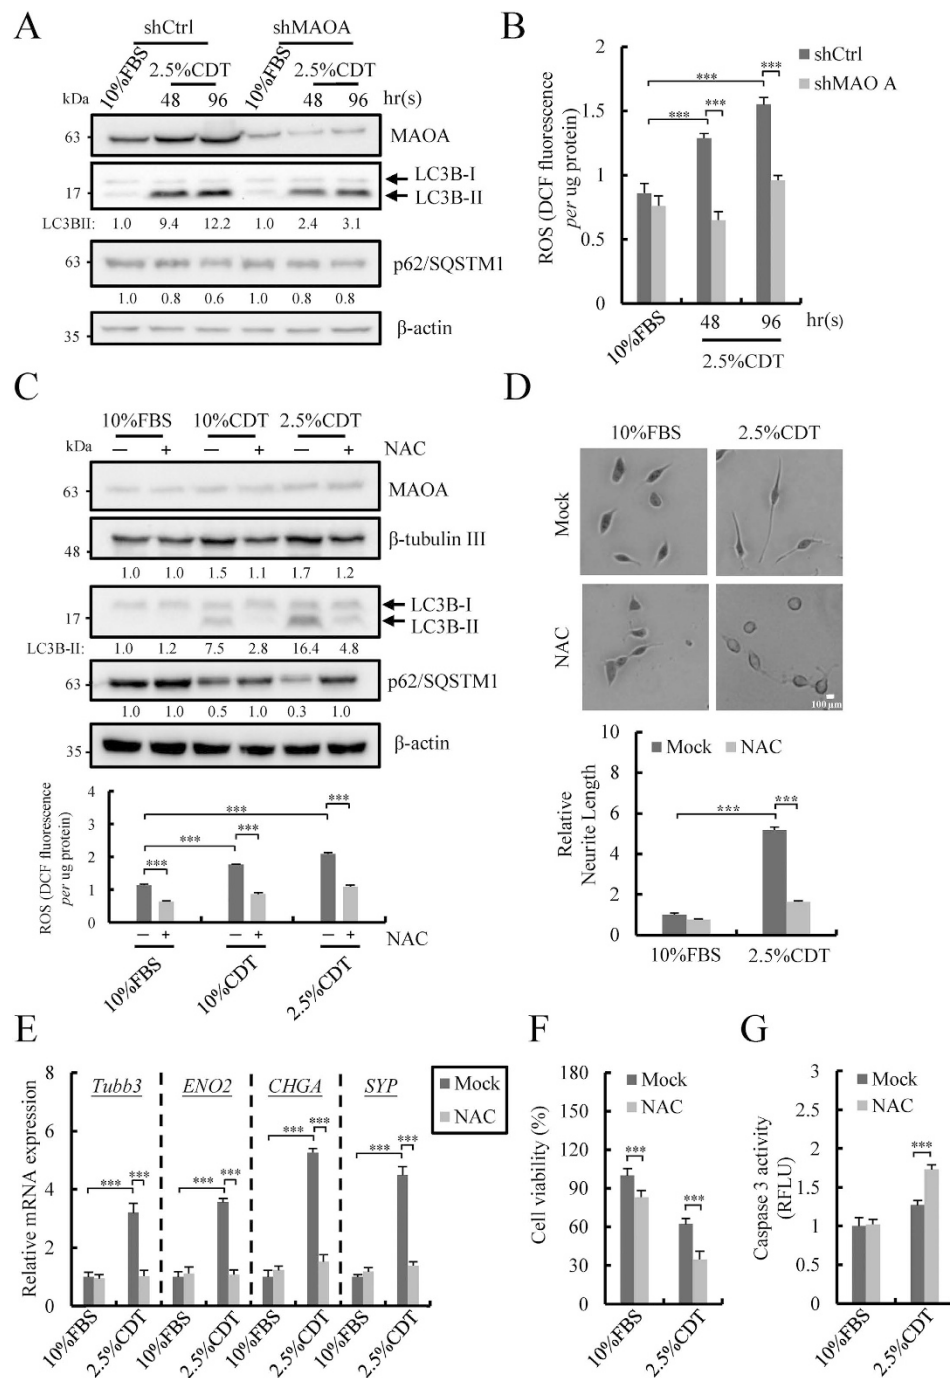 A
shCtrl shMAOA
10%FBS 2.5%CDT 10%FBS 2.5%CDT
kDa 48 96 48 96 hr(s)
63 MAOA
LC3B-I
17 LC3B-II
LC3BII: 1.0 9.4 12.2 1.0 2.4 3.1
63 p62/SQSTM1
1.0 0.8 0.6 1.0 0.8 0.8
35 β-actin
B
2
1.5
1
0.5
0
ROS (DCF fluorescence
per ug protein)
shCtrl
shMAO A
*** ***
*** ***
10%FBS 48 96 hr(s)
2.5%CDT
C
10%FBS 10%CDT 2.5%CDT
kDa — + — + — + NAC
63 MAOA
β-tubulin III
48
1.0 1.0 1.5 1.1 1.7 1.2
LC3B-I
17 LC3B-II
LC3B-II: 1.0 1.2 7.5 2.8 16.4 4.8
63 p62/SQSTM1
1.0 1.0 0.5 1.0 0.3 1.0
35 β-actin
4
3
2
1
0
ROS (DCF fluorescence
per ug protein)
*** ***
*** ***
***
— + — + — + NAC
10%FBS 10%CDT 2.5%CDT
D
10%FBS 2.5%CDT
Mock
NAC
100 μm
10
8
6
4
2
0
Relative
Neurite Length
Mock NAC
*** ***
10%FBS 2.5%CDT
E
8
6
4
2
0
Relative mRNA expression
Tubb3 ENO2 CHGA SYP
Mock
NAC
*** *** *** *** *** *** *** ***
10%FBS 2.5%CDT 10%FBS 2.5%CDT 10%FBS 2.5%CDT 10%FBS 2.5%CDT
F
180
150
120
90
60
30
0
Cell viability (%)
Mock
NAC
*** ***
10%FBS 2.5%CDT
G
3
2.5
2
1.5
1
0.5
0
Caspase 3 activity
(RFLU)
Mock
NAC
***
10%FBS 2.5%CDT